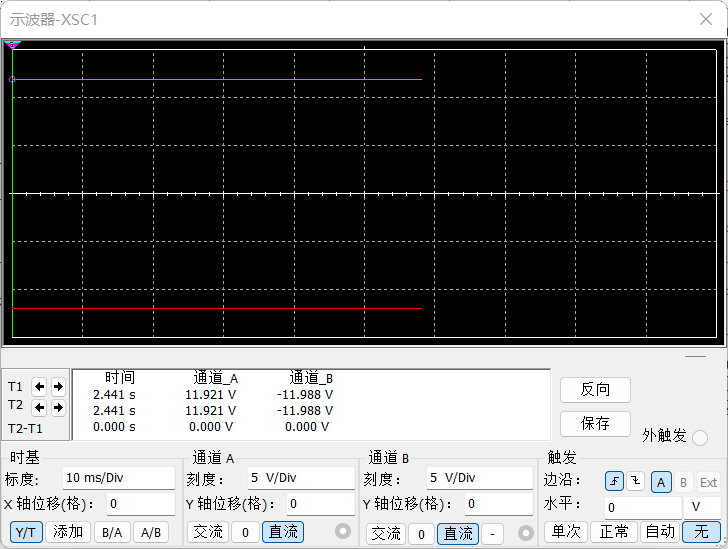 示波器-XSC1
时间 通道_A 通道_B
T1 2.441 s 11.921 V -11.988 V
T2 2.441 s 11.921 V -11.988 V
T2-T1 0.000 s 0.000 V 0.000 V
反向
保存
外触发
时基
标度: 10 ms/Div
X 轴位移(格): 0
Y/T 添加 B/A A/B
通道 A
刻度: 5 V/Div
Y 轴位移(格): 0
交流 0 直流
通道 B
刻度: 5 V/Div
Y 轴位移(格): 0
交流 0 直流 -
触发
边沿: A B Ext
水平: 0 V
单次 正常 自动 无